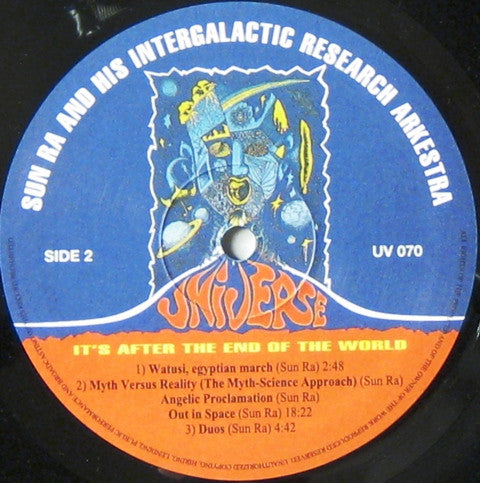 SUN RA AND HIS INTERGALACTIC RESEARCH ARKESTRA
SIDE 2
UV 070
UNIVERSE
IT'S AFTER THE END OF THE WORLD
1) Watusi, egyptian march (Sun Ra) 2:48
2) Myth Versus Reality (The Myth-Science Approach) (Sun Ra)
Angelic Proclamation (Sun Ra)
Out in Space (Sun Ra) 18:22
3) Duos (Sun Ra) 4:42